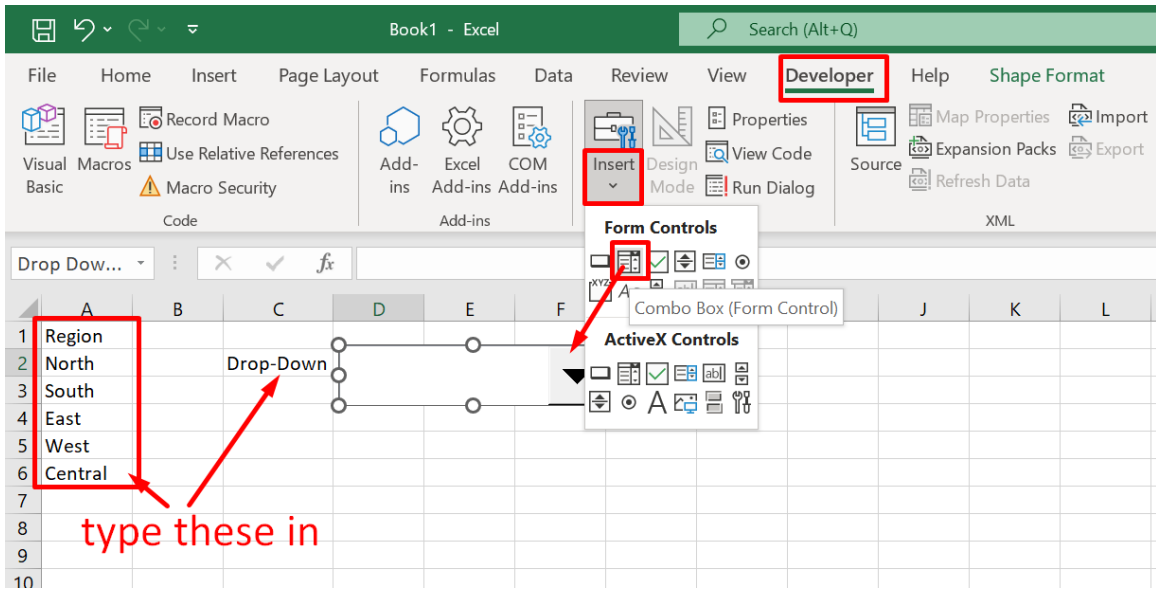 Book1 - Excel
Search (Alt+Q)
File Home Insert Page Layout Formulas Data Review View Developer Help Shape Format
Record Macro Properties Map Properties Import
Use Relative References View Code Expansion Packs Export
Visual Basic Macros Add-ins Excel Add-ins COM Add-ins Insert Design Mode Source
Macro Security Run Dialog Refresh Data
Code Add-ins XML
Form Controls
Drop Dow... fx
XYZ
Combo Box (Form Control)
A B C D E F J K L
1 Region
ActiveX Controls
2 North Drop-Down
3 South
ab|
4 East
A
5 West
6 Central
7
8 type these in
9
10